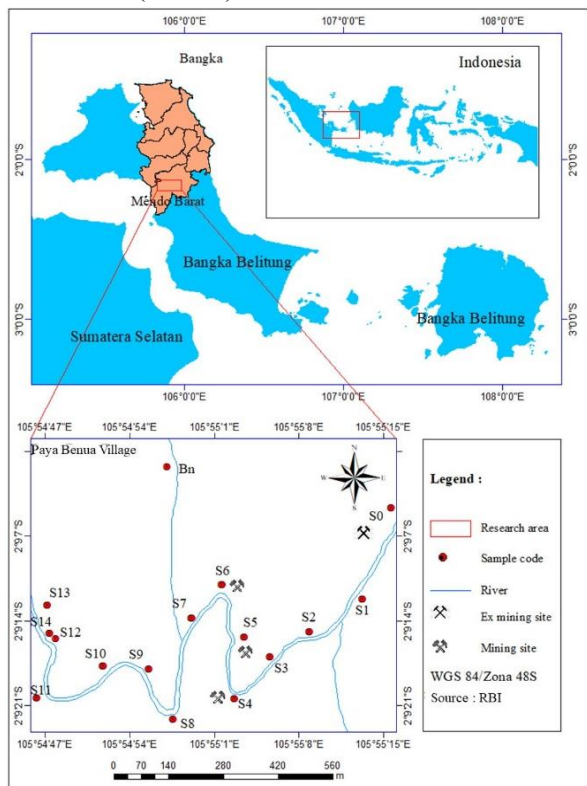 106°0'0"E 107°0'0"E 108°0'0"E
Bangka
Indonesia
2°0'0"S
2°0'0"S
Mendo Barat
Bangka Belitung
Bangka Belitung
Sumatera Selatan
3°0'0"S
3°0'0"S
106°0'0"E 107°0'0"E 108°0'0"E
105°54'47"E 105°54'54"E 105°55'1"E 105°55'8"E 105°55'15"E
Paya Benua Village
Bn
N
W E
S
S0
2°9'7"S
2°9'7"S
S6
S13
S1
S7
2°9'14"S
2°9'14"S
S14
S12
S5
S2
S10
S9
S3
S11
S4
2°9'21"S
2°9'21"S
S8
105°54'47"E 105°54'54"E 105°55'1"E 105°55'8"E 105°55'15"E
0 70 140 280 420 560
m
Legend :
Research area
Sample code
River
Ex mining site
Mining site
WGS 84/Zona 48S
Source : RBI